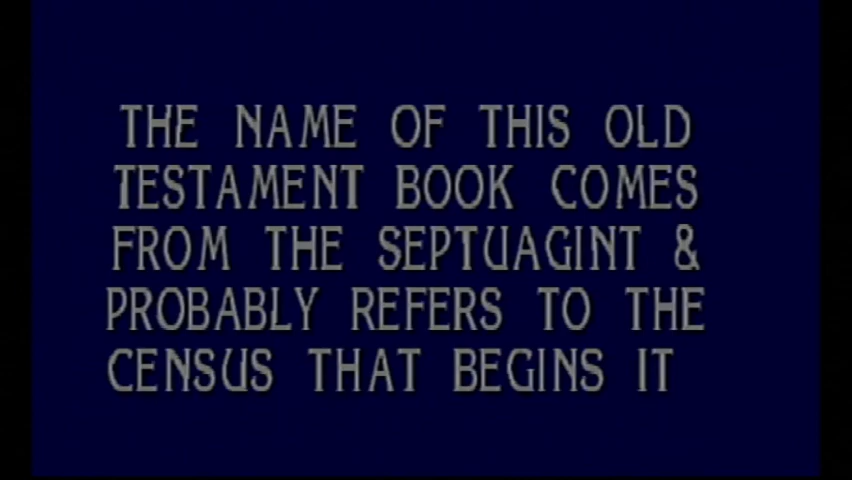 THE NAME OF THIS OLD
TESTAMENT BOOK COMES
FROM THE SEPTUAGINT &
PROBABLY REFERS TO THE
CENSUS THAT BEGINS IT